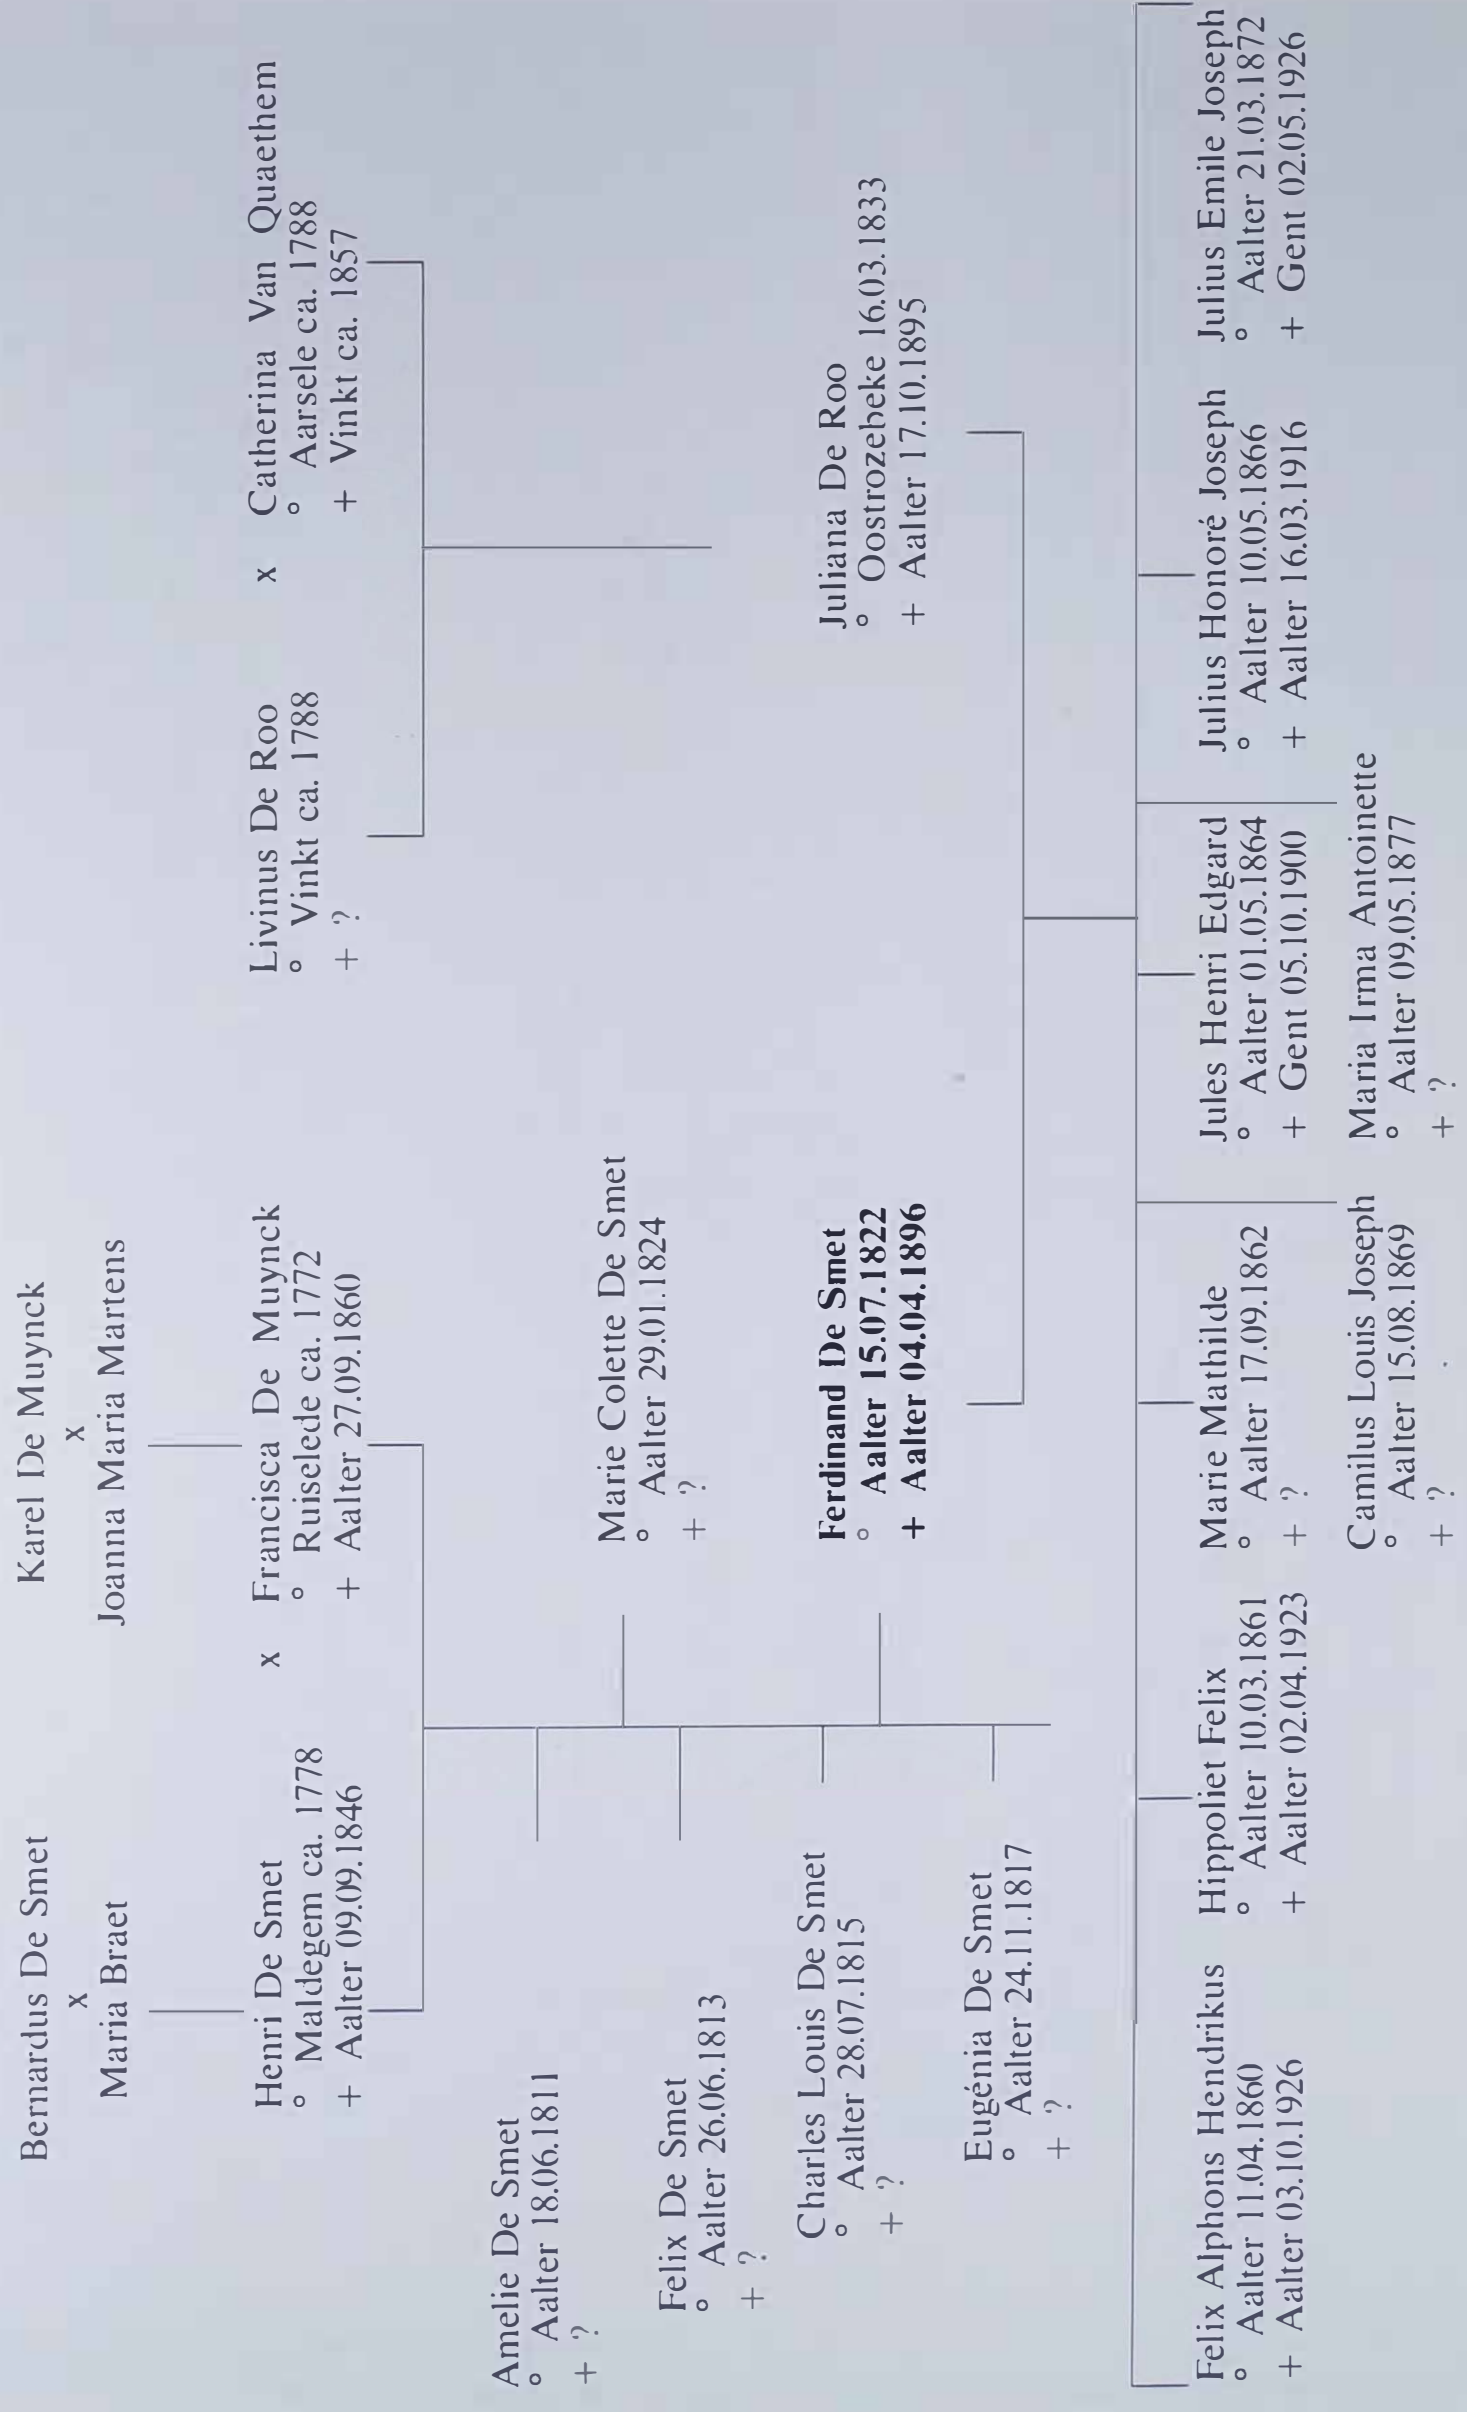 Bernardus De Smet
x
Maria Braet
Karel De Muynck
x
Joanna Maria Martens
Henri De Smet
° Maldegem ca. 1778
+ Aalter 09.09.1846
x
Francisca De Muynck
° Ruiselede ca. 1772
+ Aalter 27.09.1860
Livinus De Roo
° Vinkt ca. 1788
+ ?
x
Catherina Van Quaethem
° Aarsele ca. 1788
+ Vinkt ca. 1857
Amelie De Smet
° Aalter 18.06.1811
+ ?
Marie Colette De Smet
° Aalter 29.01.1824
+ ?
Felix De Smet
° Aalter 26.06.1813
+ ?
Charles Louis De Smet
° Aalter 28.07.1815
+ ?
Ferdinand De Smet
° Aalter 15.07.1822
+ Aalter 04.04.1896
Juliana De Roo
° Oostrozebeke 16.03.1833
+ Aalter 17.10.1895
Eugénia De Smet
° Aalter 24.11.1817
+ ?
Felix Alphons Hendrikus
° Aalter 11.04.1860
+ Aalter 03.10.1926
Hippoliet Felix
° Aalter 10.03.1861
+ Aalter 02.04.1923
Marie Mathilde
° Aalter 17.09.1862
+ ?
Jules Henri Edgard
° Aalter 01.05.1864
+ Gent 05.10.1900
Julius Honoré Joseph
° Aalter 10.05.1866
+ Aalter 16.03.1916
Julius Emile Joseph
° Aalter 21.03.1872
+ Gent 02.05.1926
Camilus Louis Joseph
° Aalter 15.08.1869
+ ?
Maria Irma Antoinette
° Aalter 09.05.1877
+ ?